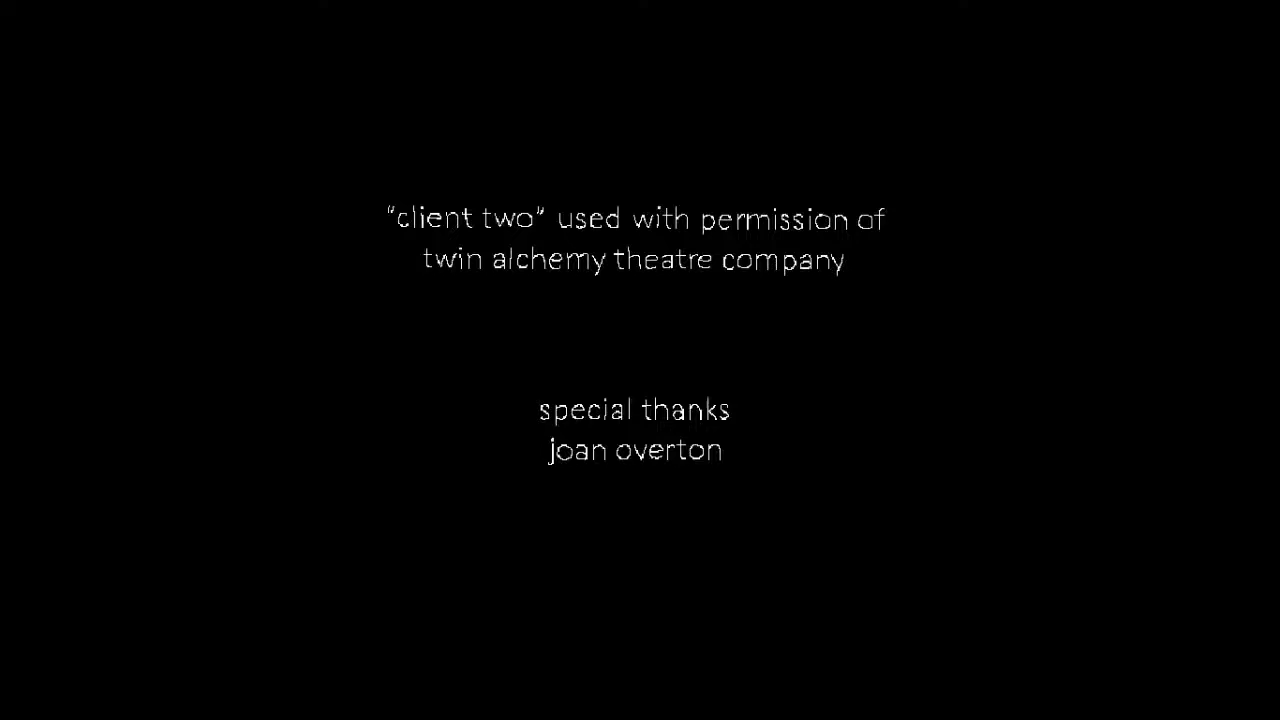 "client two" used with permission of
twin alchemy theatre company
special thanks
joan overton